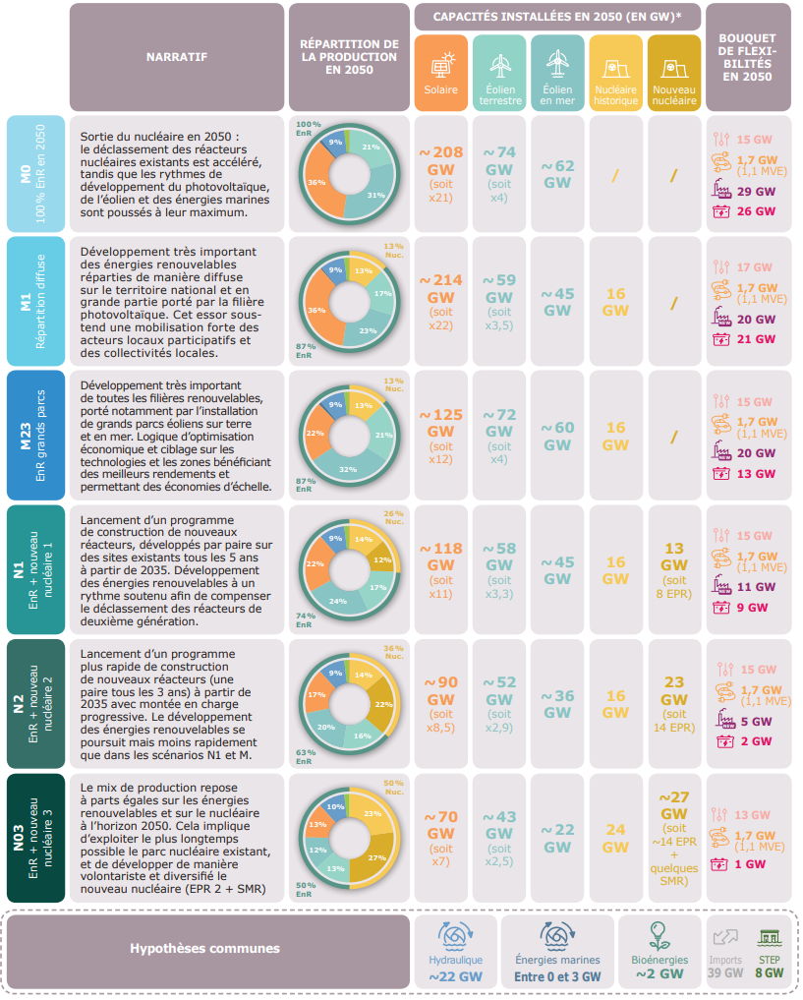 NARRATIF
RÉPARTITION DE
LA PRODUCTION
EN 2050
CAPACITÉS INSTALLÉES EN 2050 (EN GW)*
Solaire
Éolien
terrestre
Éolien
en mer
Nucléaire
historique
Nouveau
nucléaire
BOUQUET
DE FLEXI-
BILITÉS
EN 2050
M0
100% EnR en 2050
Sortie du nucléaire en 2050 :
le déclassement des réacteurs
nucléaires existants est accéléré,
tandis que les rythmes de
développement du photovoltaïque,
de l’éolien et des énergies marines
sont poussés à leur maximum.
100%
EnR
9%
21%
36%
31%
~208
GW
(soit
x21)
~74
GW
(soit
x4)
~62
GW
/
/
15 GW
1,7 GW
(1,1 MVE)
29 GW
26 GW
M1
Répartition diffuse
Développement très important
des énergies renouvelables
réparties de manière diffuse
sur le territoire national et en
grande partie porté par la filière
photovoltaïque. Cet essor sous-
tend une mobilisation forte des
acteurs locaux participatifs et
des collectivités locales.
13%
Nuc.
9%
13%
17%
36%
23%
87%
EnR
~214
GW
(soit
x22)
~59
GW
(soit
x3,5)
~45
GW
16
GW
/
17 GW
1,7 GW
(1,1 MVE)
20 GW
21 GW
M23
EnR grands parcs
Développement très important
de toutes les filières renouvelables,
porté notamment par l’installation
de grands parcs éoliens sur terre
et en mer. Logique d’optimisation
économique et ciblage sur les
technologies et les zones bénéficiant
des meilleurs rendements et
permettant des économies d’échelle.
13%
Nuc.
9%
13%
22%
21%
32%
87%
EnR
~125
GW
(soit
x12)
~72
GW
(soit
x4)
~60
GW
16
GW
/
15 GW
1,7 GW
(1,1 MVE)
20 GW
13 GW
N1
EnR + nouveau
nucléaire 1
Lancement d’un programme
de construction de nouveaux
réacteurs, développés par paire sur
des sites existants tous les 5 ans
à partir de 2035. Développement
des énergies renouvelables à un
rythme soutenu afin de compenser
le déclassement des réacteurs de
deuxième génération.
26%
Nuc.
9%
14%
12%
22%
17%
24%
74%
EnR
~118
GW
(soit
x11)
~58
GW
(soit
x3,3)
~45
GW
16
GW
13
GW
(soit
8 EPR)
15 GW
1,7 GW
(1,1 MVE)
11 GW
9 GW
N2
EnR + nouveau
nucléaire 2
Lancement d’un programme
plus rapide de construction
de nouveaux réacteurs (une
paire tous les 3 ans) à partir de
2035 avec montée en charge
progressive. Le développement
des énergies renouvelables se
poursuit mais moins rapidement
que dans les scénarios N1 et M.
36%
Nuc.
9%
14%
17%
22%
20%
16%
63%
EnR
~90
GW
(soit
x8,5)
~52
GW
(soit
x2,9)
~36
GW
16
GW
23
GW
(soit
14 EPR)
15 GW
1,7 GW
(1,1 MVE)
5 GW
2 GW
N03
EnR + nouveau
nucléaire 3
Le mix de production repose
à parts égales sur les énergies
renouvelables et sur le nucléaire
à l’horizon 2050. Cela implique
d’exploiter le plus longtemps
possible le parc nucléaire existant,
et de développer de manière
volontariste et diversifié le
nouveau nucléaire (EPR 2 + SMR)
50%
Nuc.
10%
23%
13%
12%
13%
27%
50%
EnR
~70
GW
(soit
x7)
~43
GW
(soit
x2,5)
~22
GW
24
GW
~27
GW
(soit
~14 EPR
+
quelques
SMR)
13 GW
1,7 GW
(1,1 MVE)
1 GW
Hypothèses communes
Hydraulique
~22 GW
Énergies marines
Entre 0 et 3 GW
Bioénergies
~2 GW
Imports
39 GW
STEP
8 GW